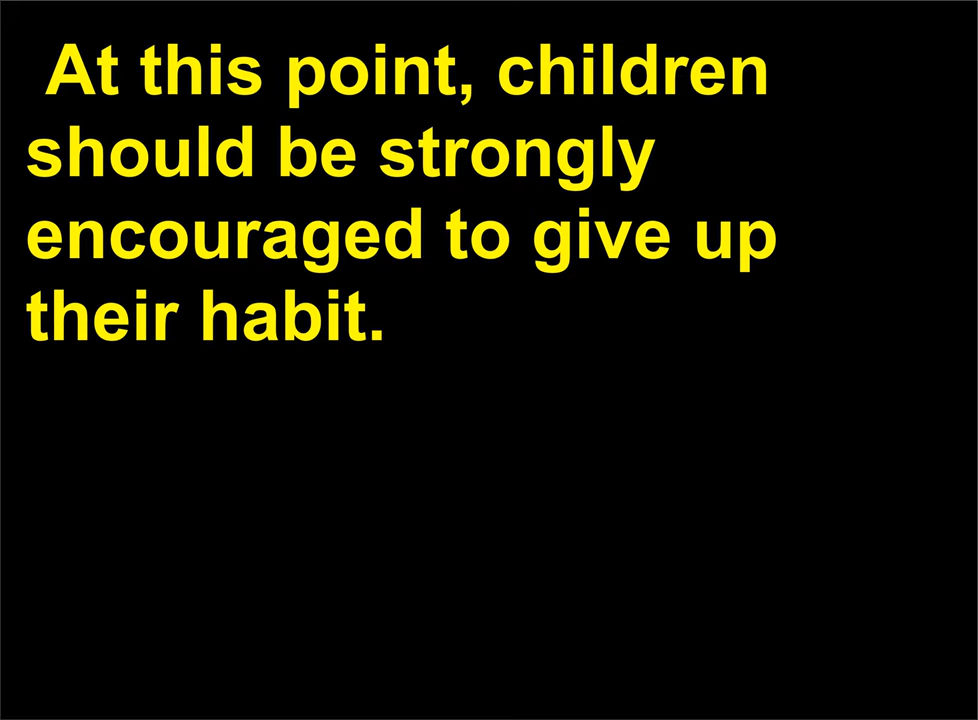 At this point, children
should be strongly
encouraged to give up
their habit.